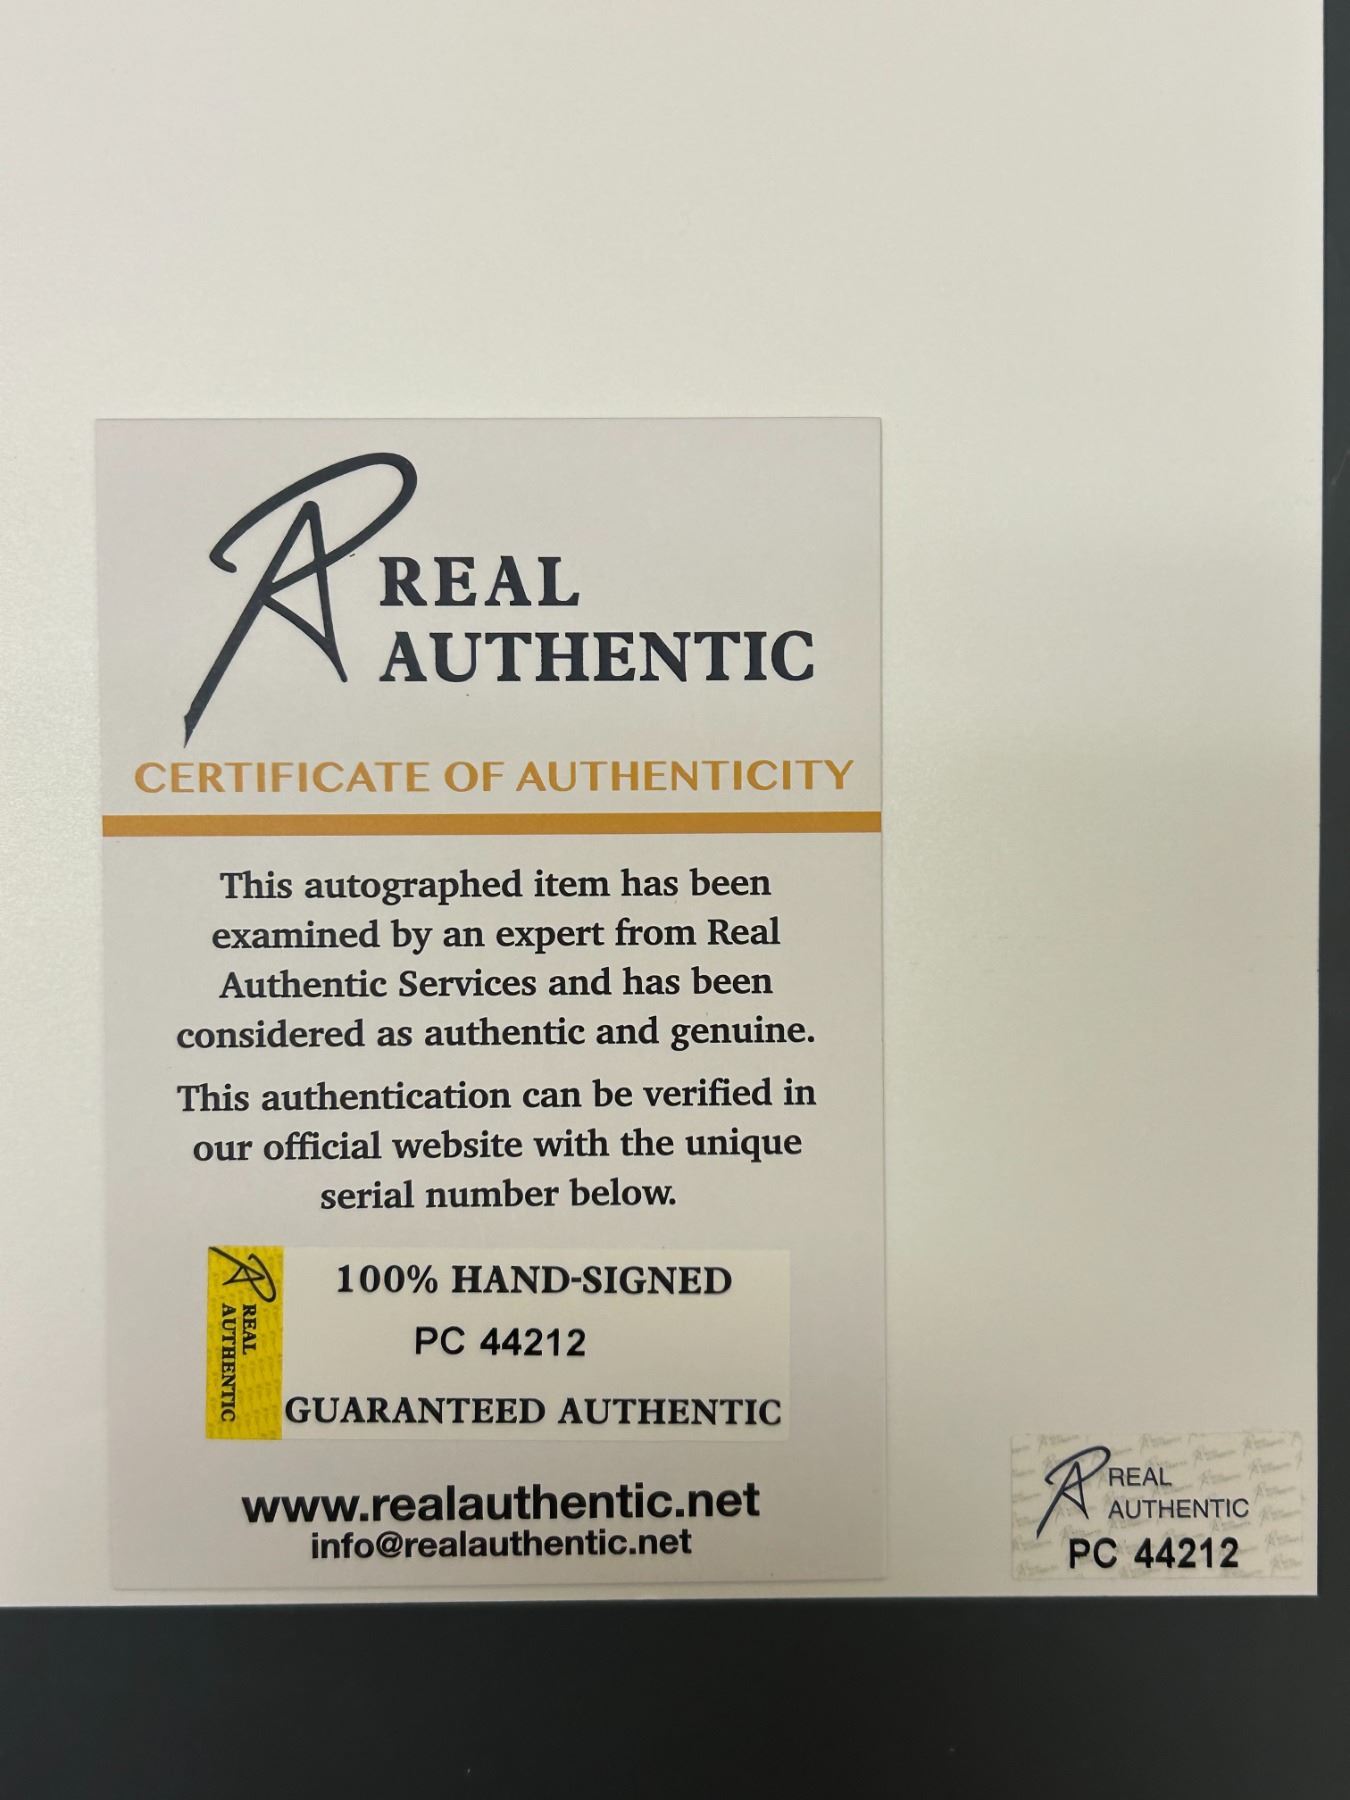 REAL
AUTHENTIC
CERTIFICATE OF AUTHENTICITY
This autographed item has been
examined by an expert from Real
Authentic Services and has been
considered as authentic and genuine.
This authentication can be verified in
our official website with the unique
serial number below.
REAL
AUTHENTIC
100% HAND-SIGNED
PC 44212
GUARANTEED AUTHENTIC
www.realauthentic.net
info@realauthentic.net
REAL
AUTHENTIC
PC 44212